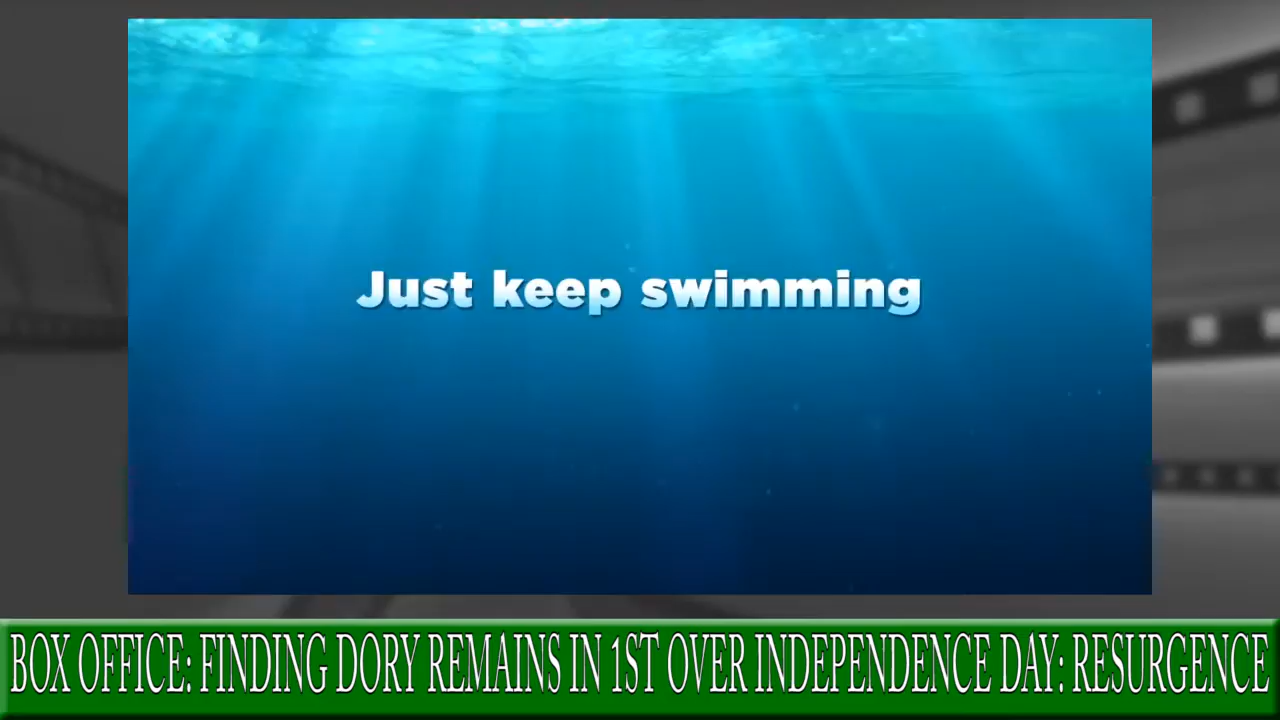 Just keep swimming
BOX OFFICE: FINDING DORY REMAINS IN 1ST OVER INDEPENDENCE DAY: RESURGENCE